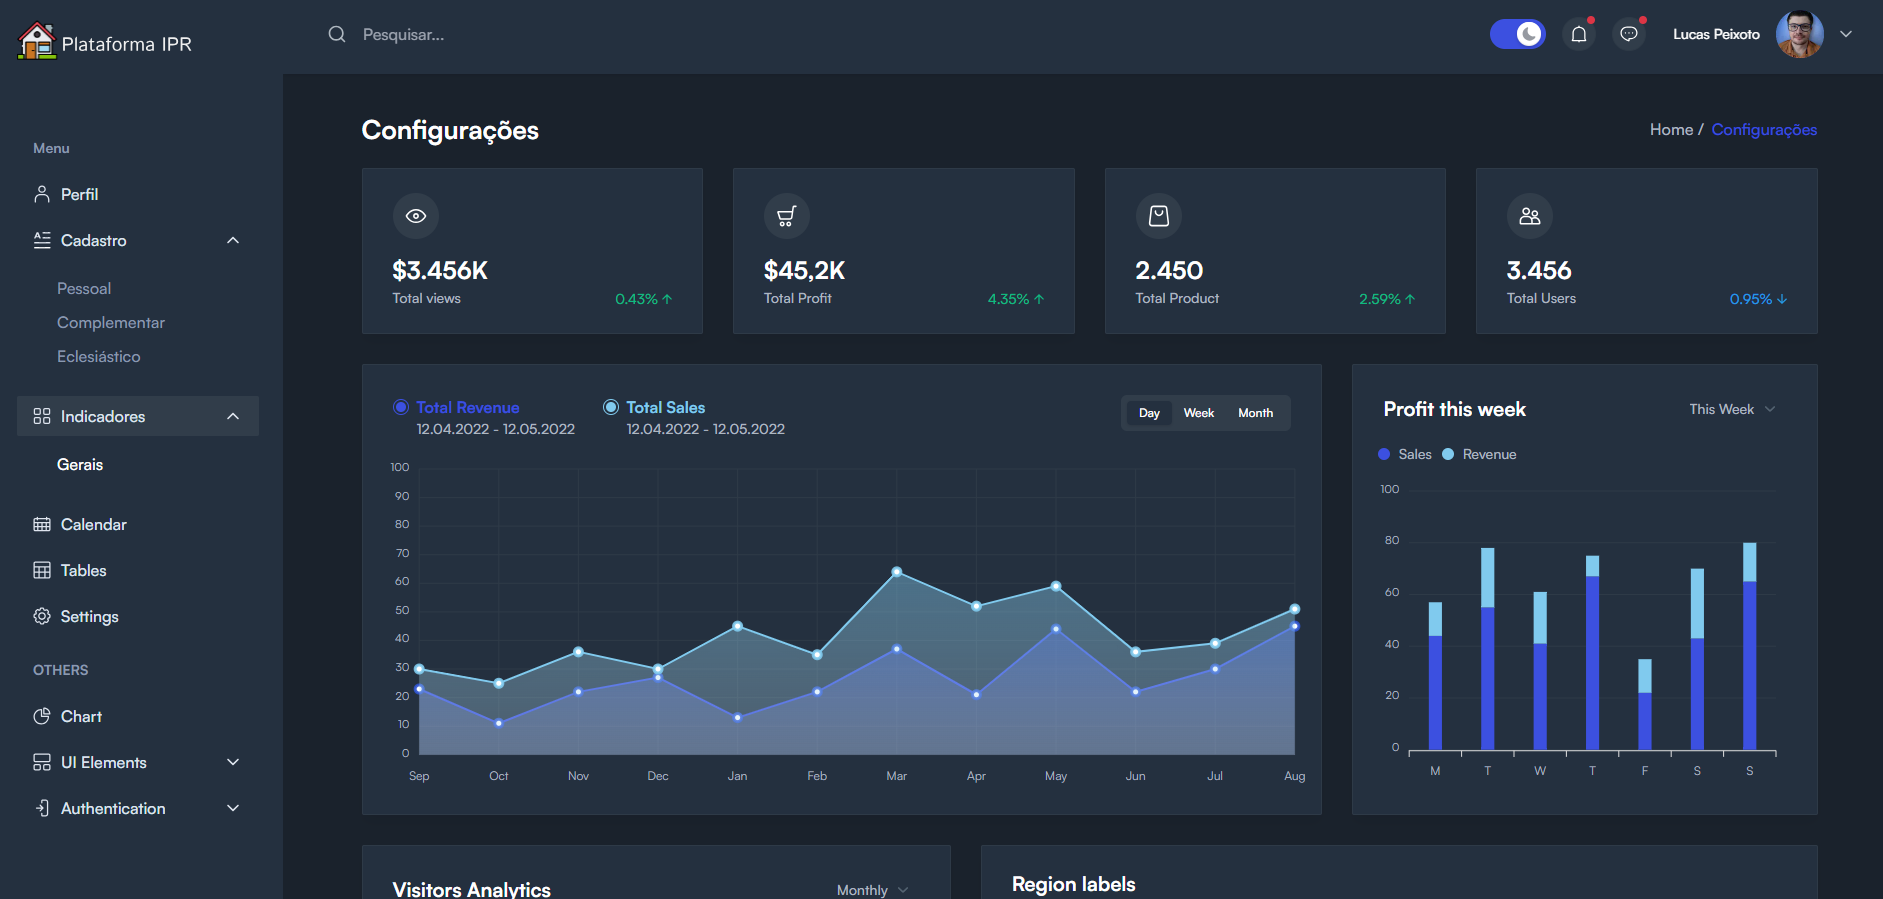 Plataforma IPR
Pesquisar...
Lucas Peixoto
Menu
Perfil
Cadastro
Pessoal
Complementar
Eclesiástico
Indicadores
Gerais
Calendar
Tables
Settings
OTHERS
Chart
UI Elements
Authentication
Configurações
Home / Configurações
$3.456K
Total views
0.43%
$45,2K
Total Profit
4.35%
2.450
Total Product
2.59%
3.456
Total Users
0.95%
Total Revenue
12.04.2022 - 12.05.2022
Total Sales
12.04.2022 - 12.05.2022
Day Week Month
100
90
80
70
60
50
40
30
20
10
0
Sep Oct Nov Dec Jan Feb Mar Apr May Jun Jul Aug
Profit this week
This Week
Sales Revenue
100
80
60
40
20
0
M T W T F S S
Visitors Analytics
Monthly
Region labels